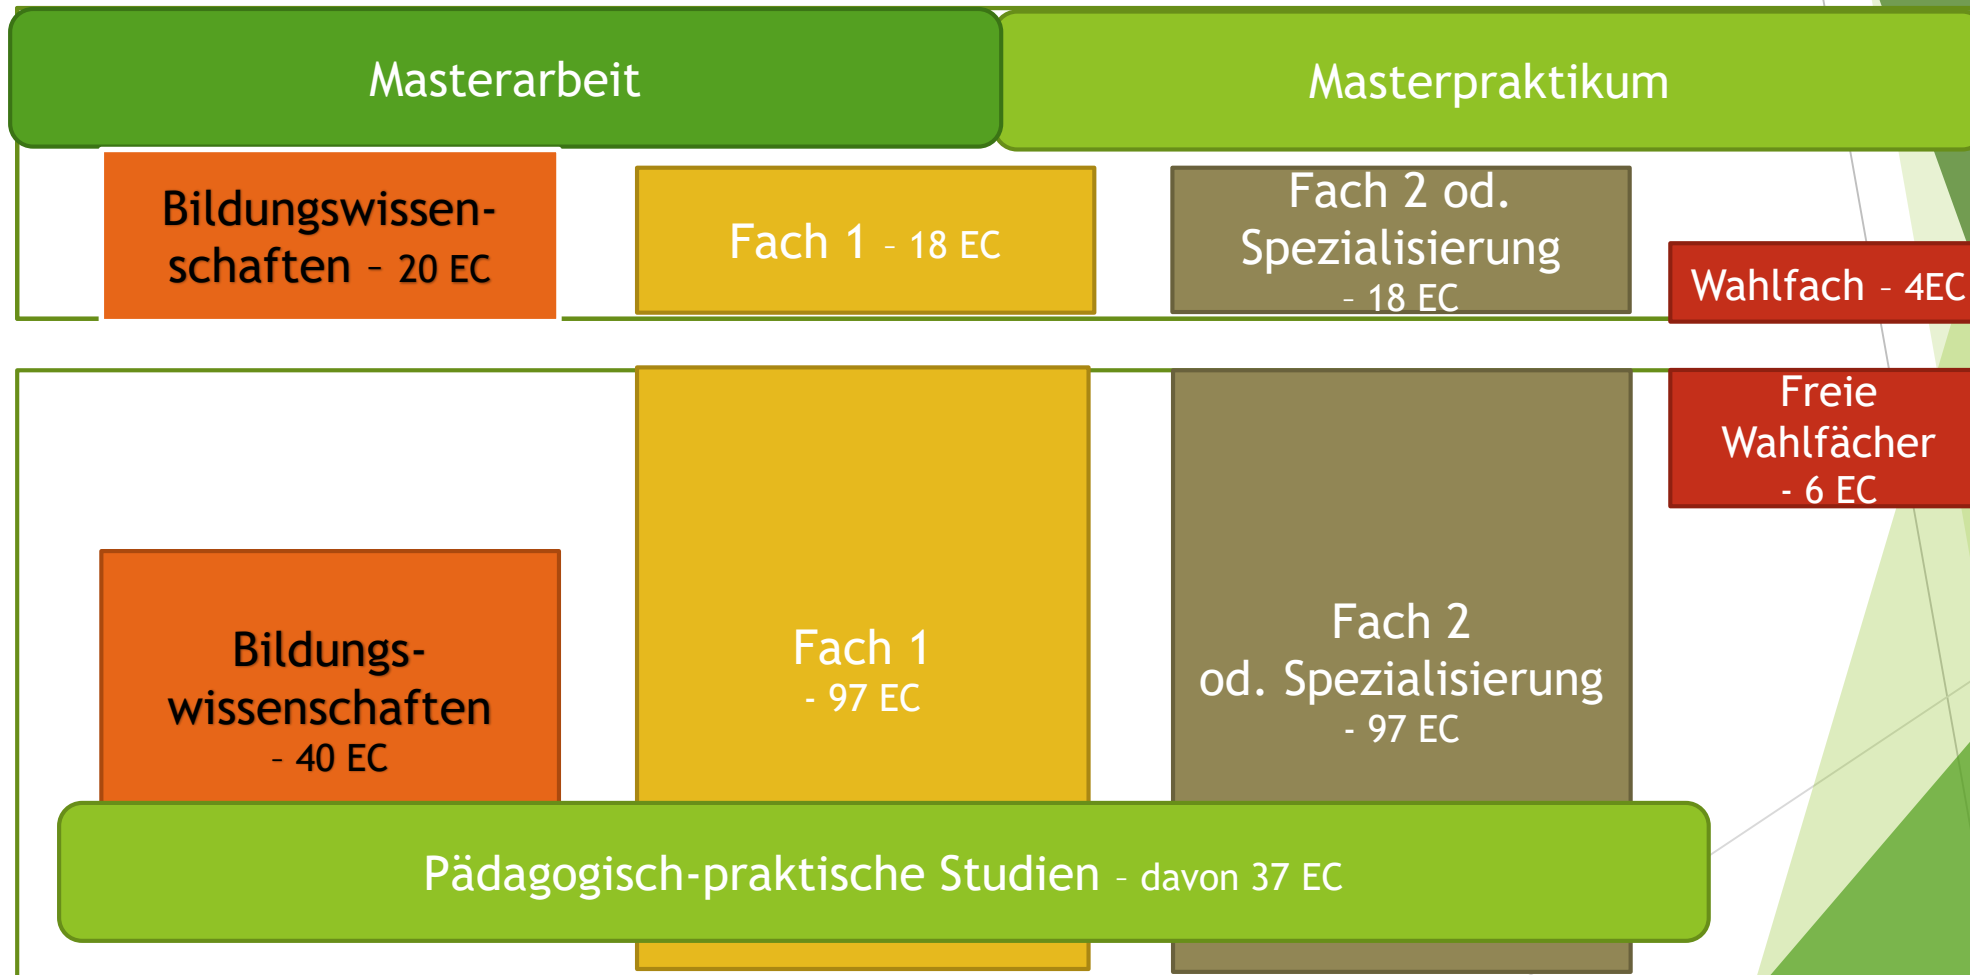 Masterarbeit
Masterpraktikum
Bildungswissen-
schaften – 20 EC
Fach 1 – 18 EC
Fach 2 od.
Spezialisierung
– 18 EC
Wahlfach – 4EC
Freie
Wahlfächer
- 6 EC
Bildungs-
wissenschaften
– 40 EC
Fach 1
- 97 EC
Fach 2
od. Spezialisierung
- 97 EC
Pädagogisch-praktische Studien – davon 37 EC